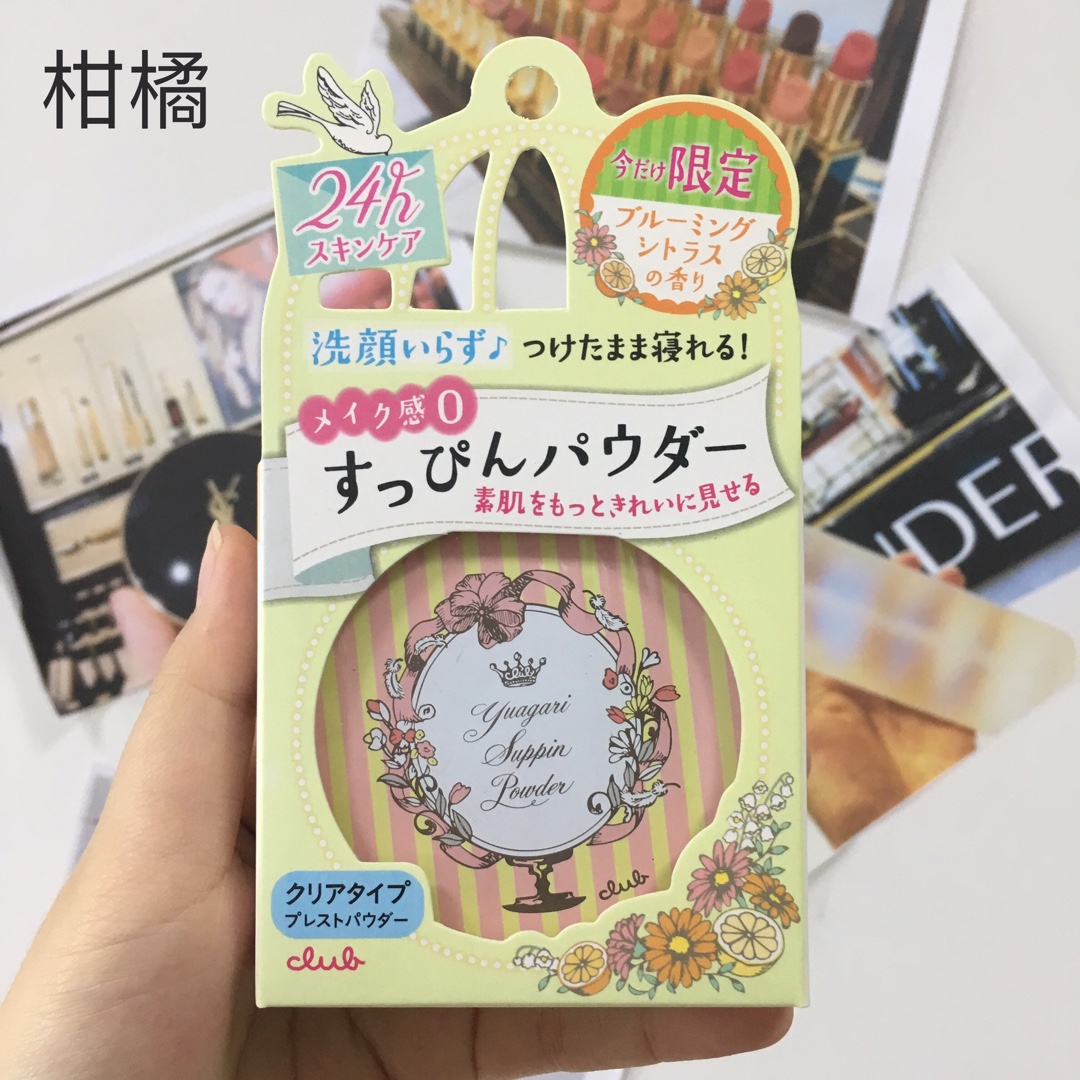 柑橘
24h
スキンケア
今だけ限定
ブルーミング
シトラス
の香り
洗顔いらず♪ つけたまま寝れる!
メイク感0
すっぴんパウダー
素肌をもっときれいに見せる
club
Yuagari
Suppin
Powder
club
クリアタイプ
プレストパウダー
club
YSL
NDER